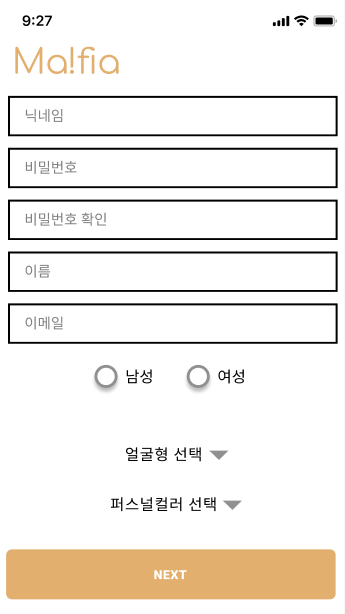 9:27
Ma!fia
닉네임
비밀번호
비밀번호 확인
이름
이메일
남성 여성
얼굴형 선택
퍼스널컬러 선택
NEXT